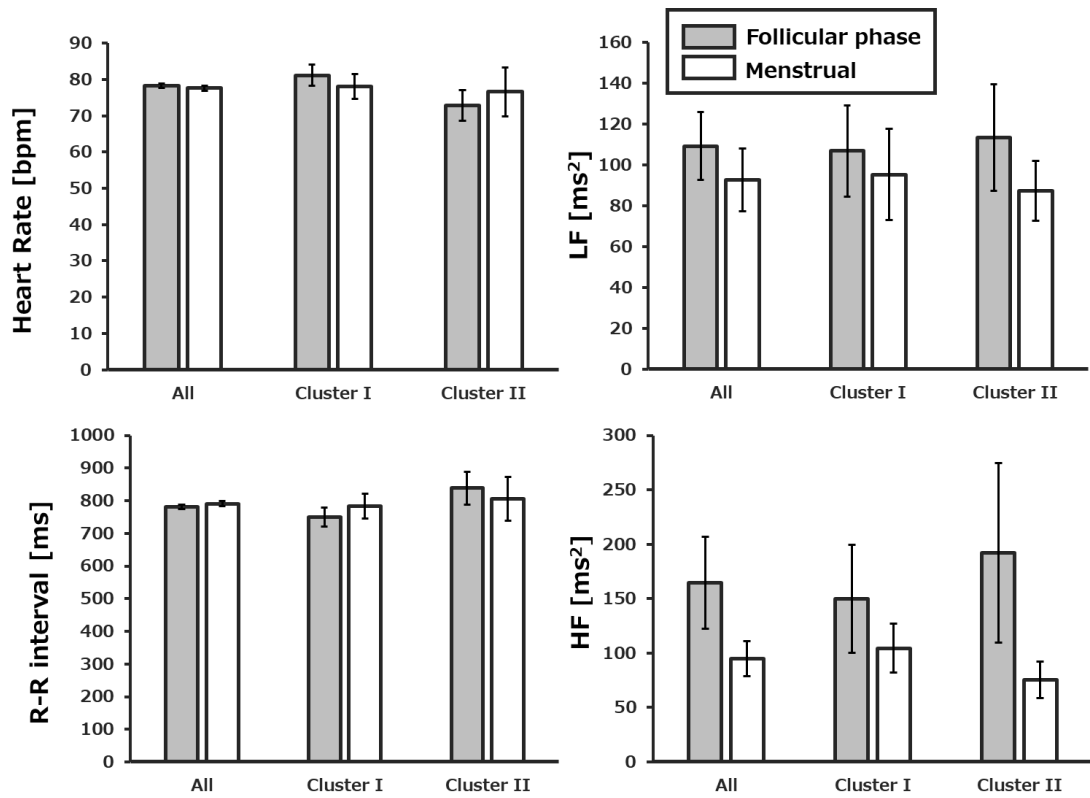 Heart Rate [bpm]
90
80
70
60
50
40
30
20
10
0
All
Cluster I
Cluster II
Follicular phase
Menstrual
LF [ms²]
160
140
120
100
80
60
40
20
0
All
Cluster I
Cluster II
R-R interval [ms]
1000
900
800
700
600
500
400
300
200
100
0
All
Cluster I
Cluster II
HF [ms²]
300
250
200
150
100
50
0
All
Cluster I
Cluster II